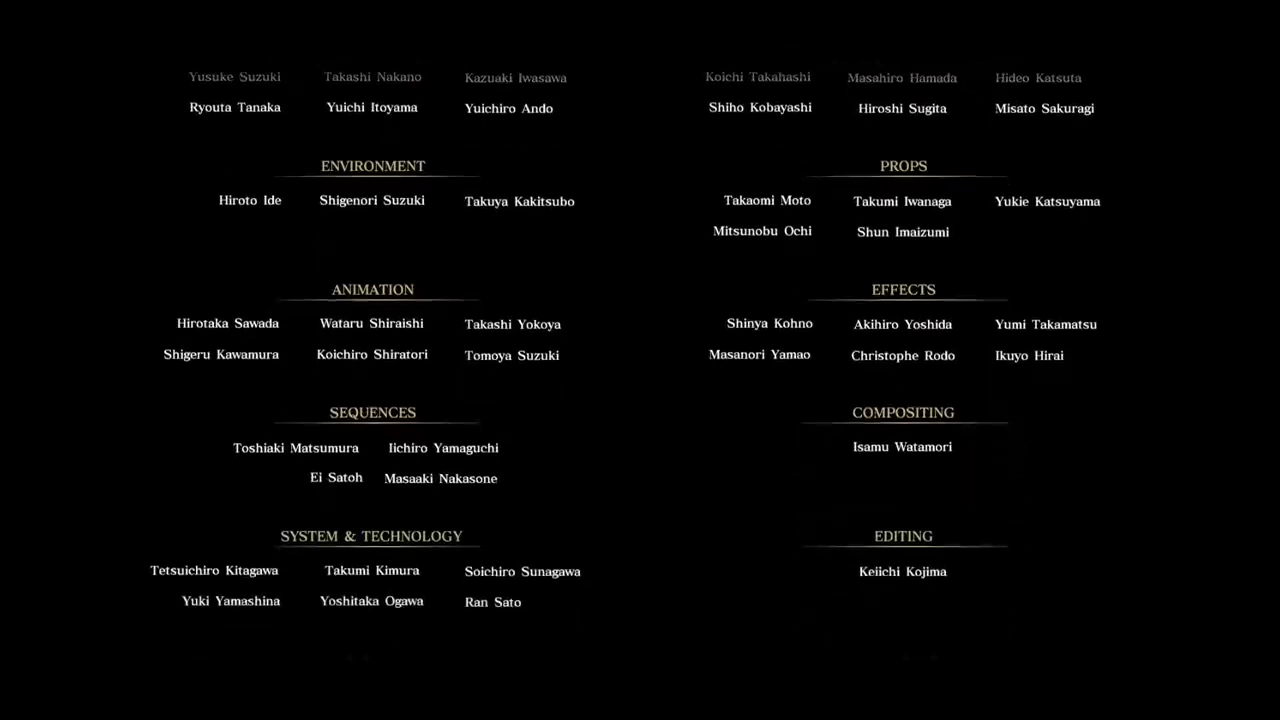 Yusuke Suzuki Takashi Nakano Kazuaki Iwasawa
Ryouta Tanaka Yuichi Itoyama Yuichiro Ando
Koichi Takahashi Masahiro Hamada Hideo Katsuta
Shiho Kobayashi Hiroshi Sugita Misato Sakuragi
ENVIRONMENT
Hiroto Ide Shigenori Suzuki Takuya Kakitsubo
PROPS
Takaomi Moto Takumi Iwanaga Yukie Katsuyama
Mitsunobu Ochi Shun Imaizumi
ANIMATION
Hirotaka Sawada Wataru Shiraishi Takashi Yokoya
Shigeru Kawamura Koichiro Shiratori Tomoya Suzuki
EFFECTS
Shinya Kohno Akihiro Yoshida Yumi Takamatsu
Masanori Yamao Christophe Rodo Ikuyo Hirai
SEQUENCES
Toshiaki Matsumura Iichiro Yamaguchi
Ei Satoh Masaaki Nakasone
COMPOSITING
Isamu Watamori
SYSTEM & TECHNOLOGY
Tetsuichiro Kitagawa Takumi Kimura Soichiro Sunagawa
Yuki Yamashina Yoshitaka Ogawa Ran Sato
EDITING
Keiichi Kojima